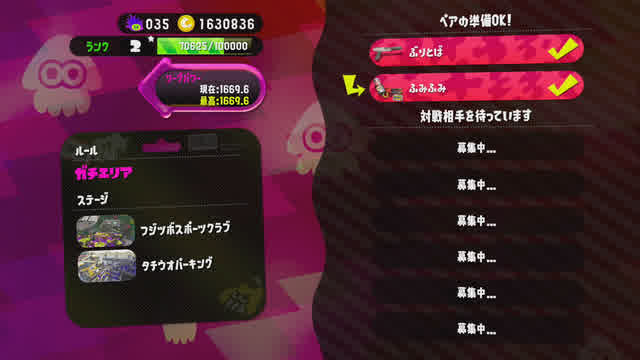 035
1630836
ランク 2 70625/100000
リーグパワー
現在:1669.6
最高:1669.6
ルール
ガチエリア
ステージ
フジツボスポーツクラブ
タチウオパーキング
ペアの準備OK!
ぷりとば
ふみふみ
対戦相手を待っています
募集中...
募集中...
募集中...
募集中...
募集中...
募集中...